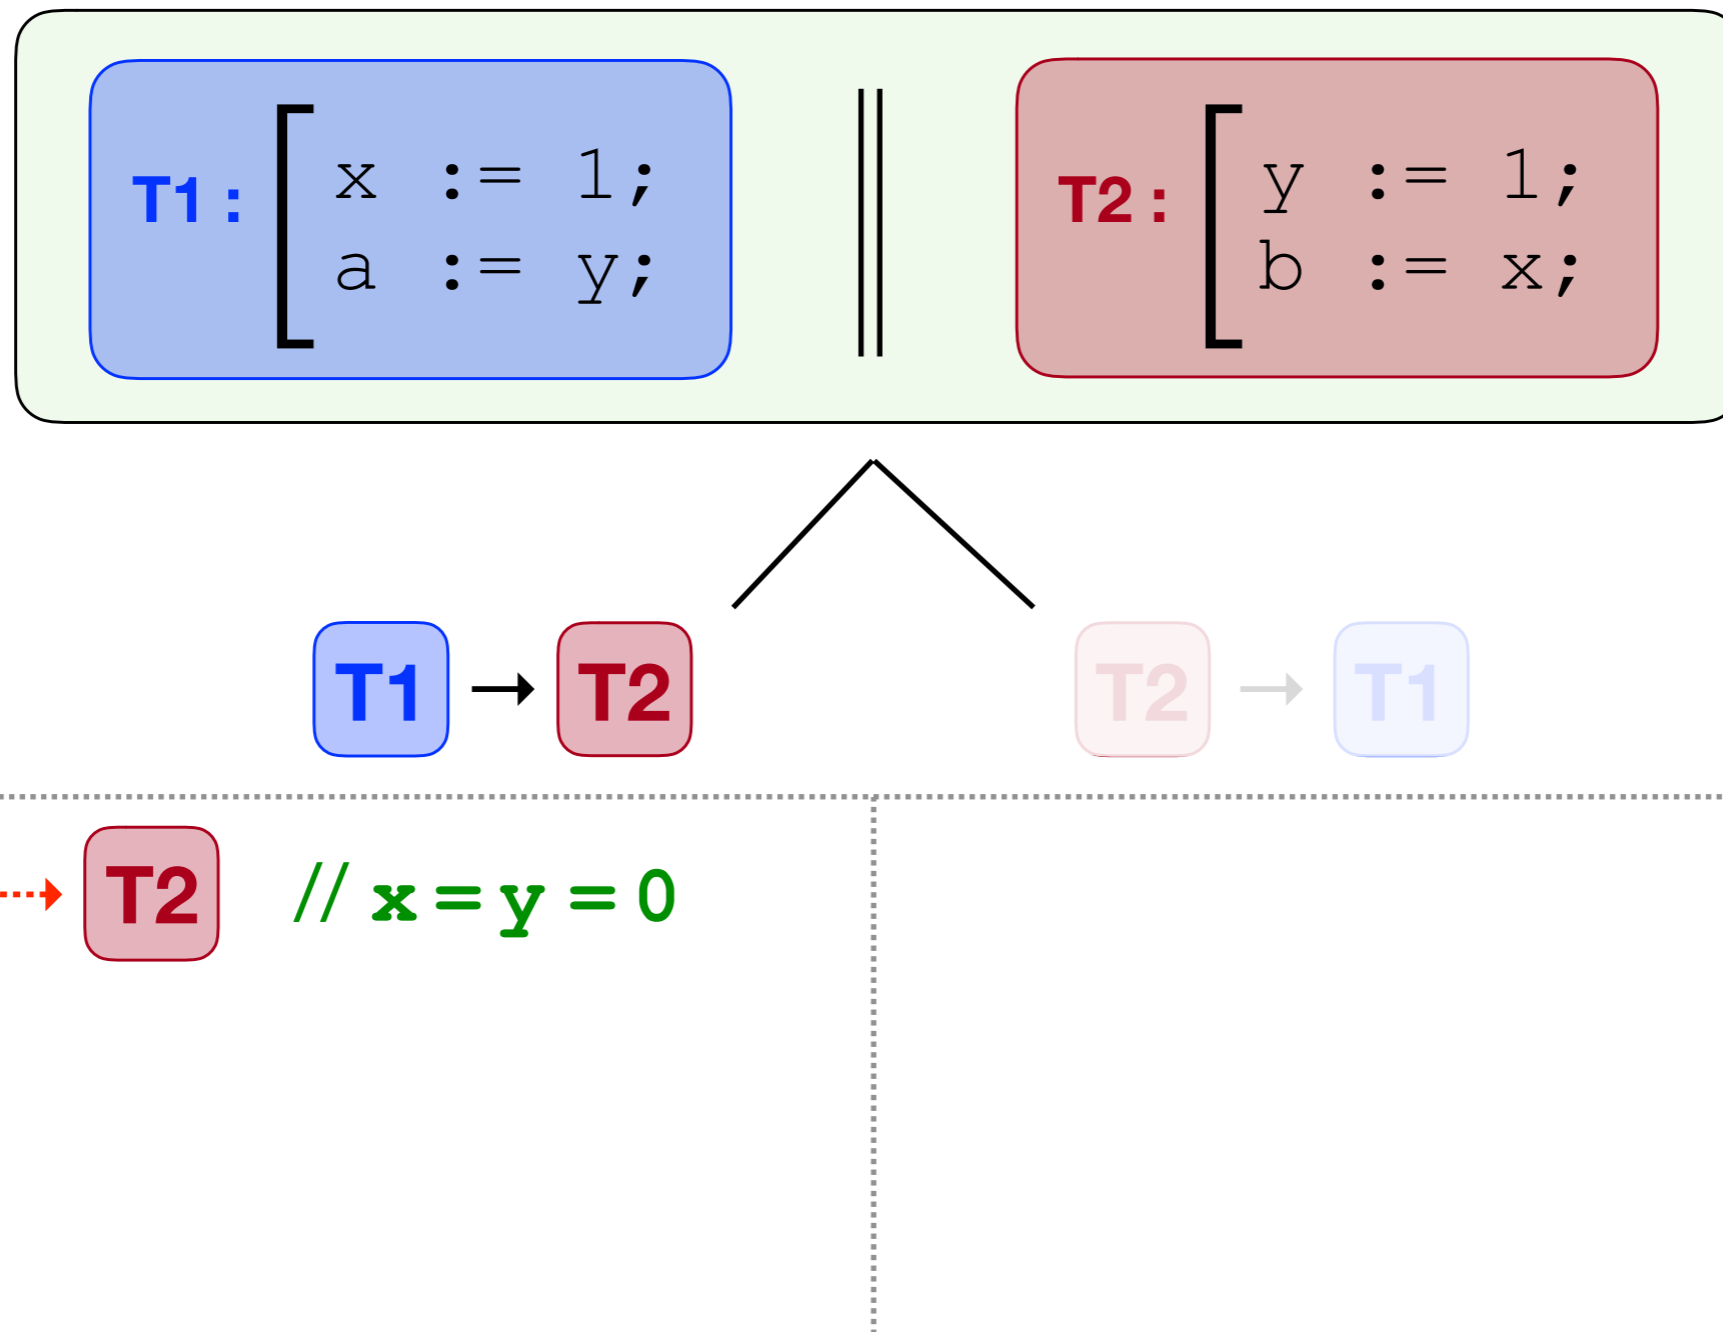 T1: [ x := 1; || T2: [ y := 1;
a := y; b := x;
T1 → T2 T2 → T1
T2 // x = y = 0